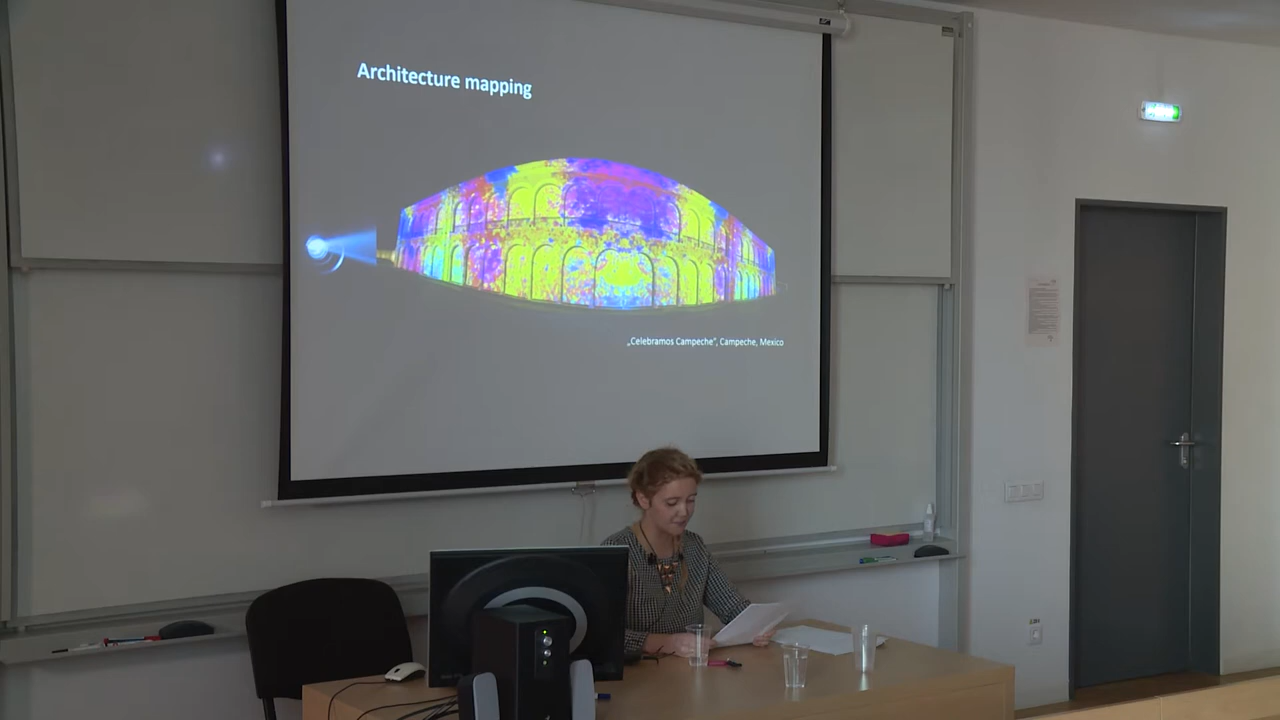 Architecture mapping
„Celebramos Campeche", Campeche, Mexico